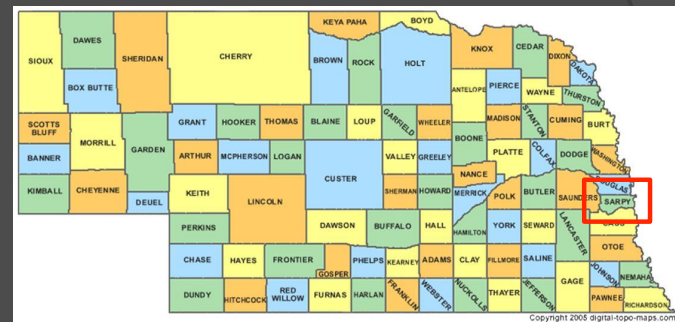 KEYA PAHA
BOYD
DAWES
SIOUX
SHERIDAN
CHERRY
BROWN
ROCK
HOLT
KNOX
CEDAR
DIXON
DAKOTA
BOX BUTTE
ANTELOPE
PIERCE
WAYNE
THURSTON
SCOTTS
BLUFF
MORRILL
GARDEN
GRANT
HOOKER
THOMAS
BLAINE
LOUP
GARFIELD
WHEELER
BOONE
MADISON
STANTON
CUMING
BURT
BANNER
ARTHUR
MCPHERSON
LOGAN
CUSTER
VALLEY
GREELEY
PLATTE
COLFAX
DODGE
WASHINGTON
NANCE
KIMBALL
CHEYENNE
DEUEL
KEITH
LINCOLN
SHERMAN
HOWARD
MERRICK
POLK
BUTLER
SAUNDERS
DOUGLAS
SARPY
PERKINS
DAWSON
BUFFALO
HALL
HAMILTON
YORK
SEWARD
LANCASTER
CASS
OTOE
CHASE
HAYES
FRONTIER
GOSPER
PHELPS
KEARNEY
ADAMS
CLAY
FILLMORE
SALINE
GAGE
JOHNSON
NEMAHA
DUNDY
HITCHCOCK
RED
WILLOW
FURNAS
HARLAN
FRANKLIN
WEBSTER
NUCKOLLS
THAYER
JEFFERSON
PAWNEE
RICHARDSON
Copyright 2005 digital-topo-maps.com